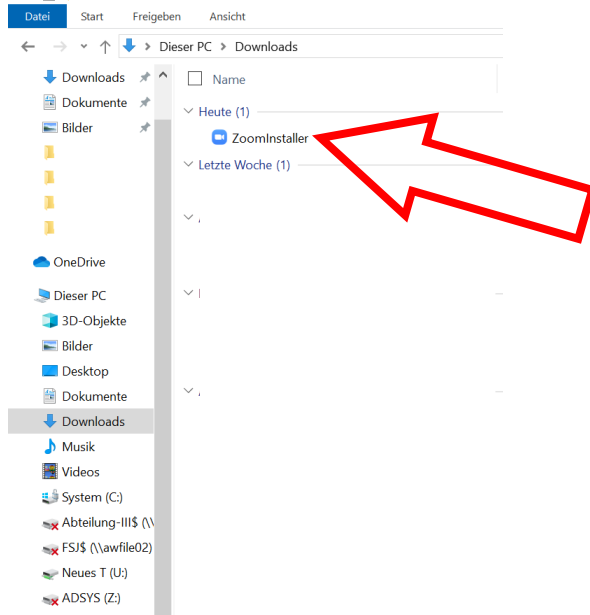 Datei Start Freigeben Ansicht
Dieser PC > Downloads
Downloads
Dokumente
Bilder
OneDrive
Dieser PC
3D-Objekte
Bilder
Desktop
Dokumente
Downloads
Musik
Videos
System (C:)
Abteilung-III$ (\\
FSJ$ (\\awfile02)
Neues T (U:)
ADSYS (Z:)
Name
Heute (1)
ZoomInstaller
Letzte Woche (1)